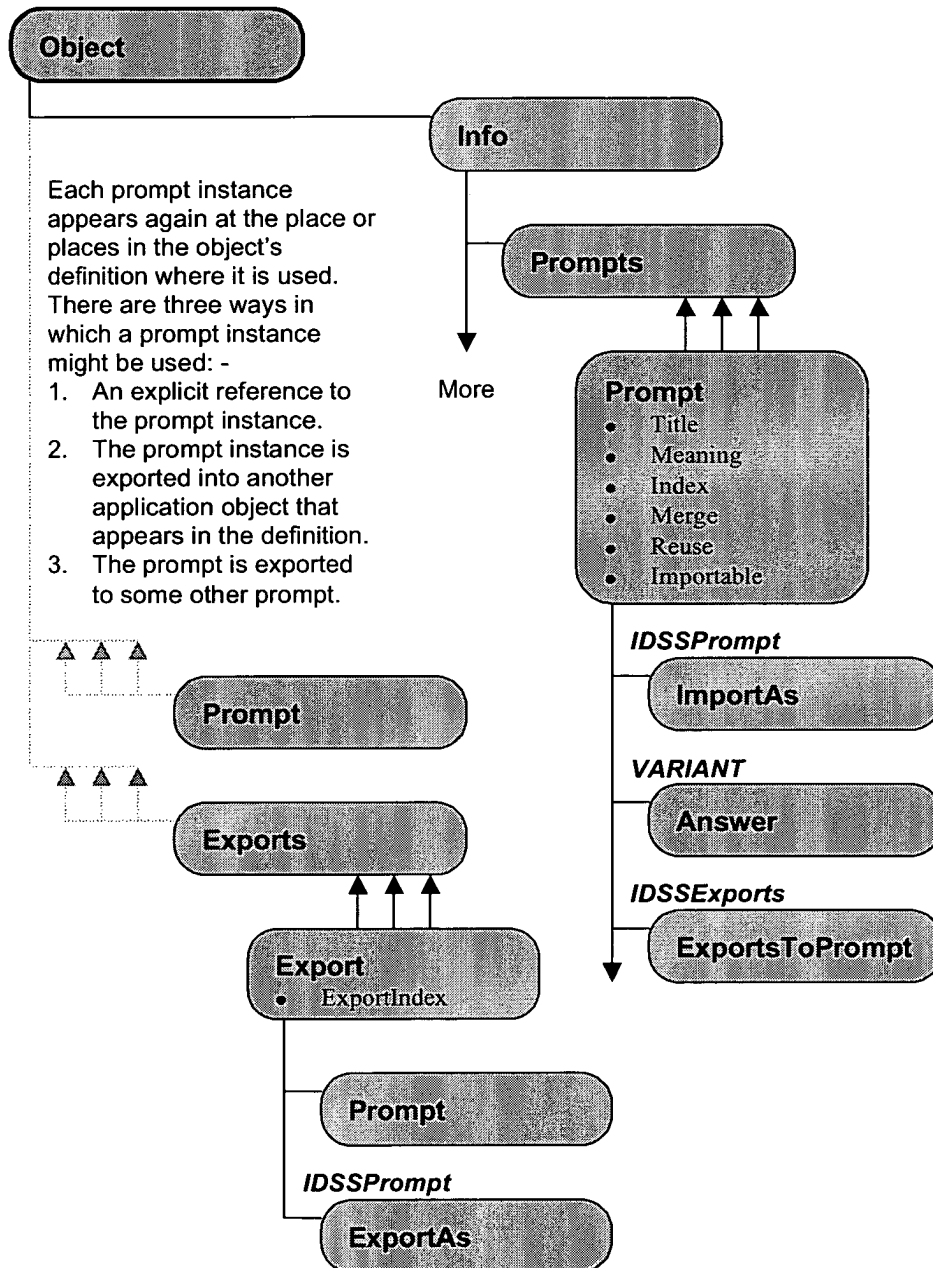 Object
Info
Each prompt instance
appears again at the place or
places in the object's
definition where it is used.
There are three ways in
which a prompt instance
might be used: -
1. An explicit reference to
the prompt instance.
2. The prompt instance is
exported into another
application object that
appears in the definition.
3. The prompt is exported
to some other prompt.
Prompts
More
Prompt
• Title
• Meaning
• Index
• Merge
• Reuse
• Importable
IDSSPrompt
ImportAs
Prompt
VARIANT
Answer
Exports
IDSSExports
ExportsToPrompt
Export
• ExportIndex
Prompt
IDSSPrompt
ExportAs